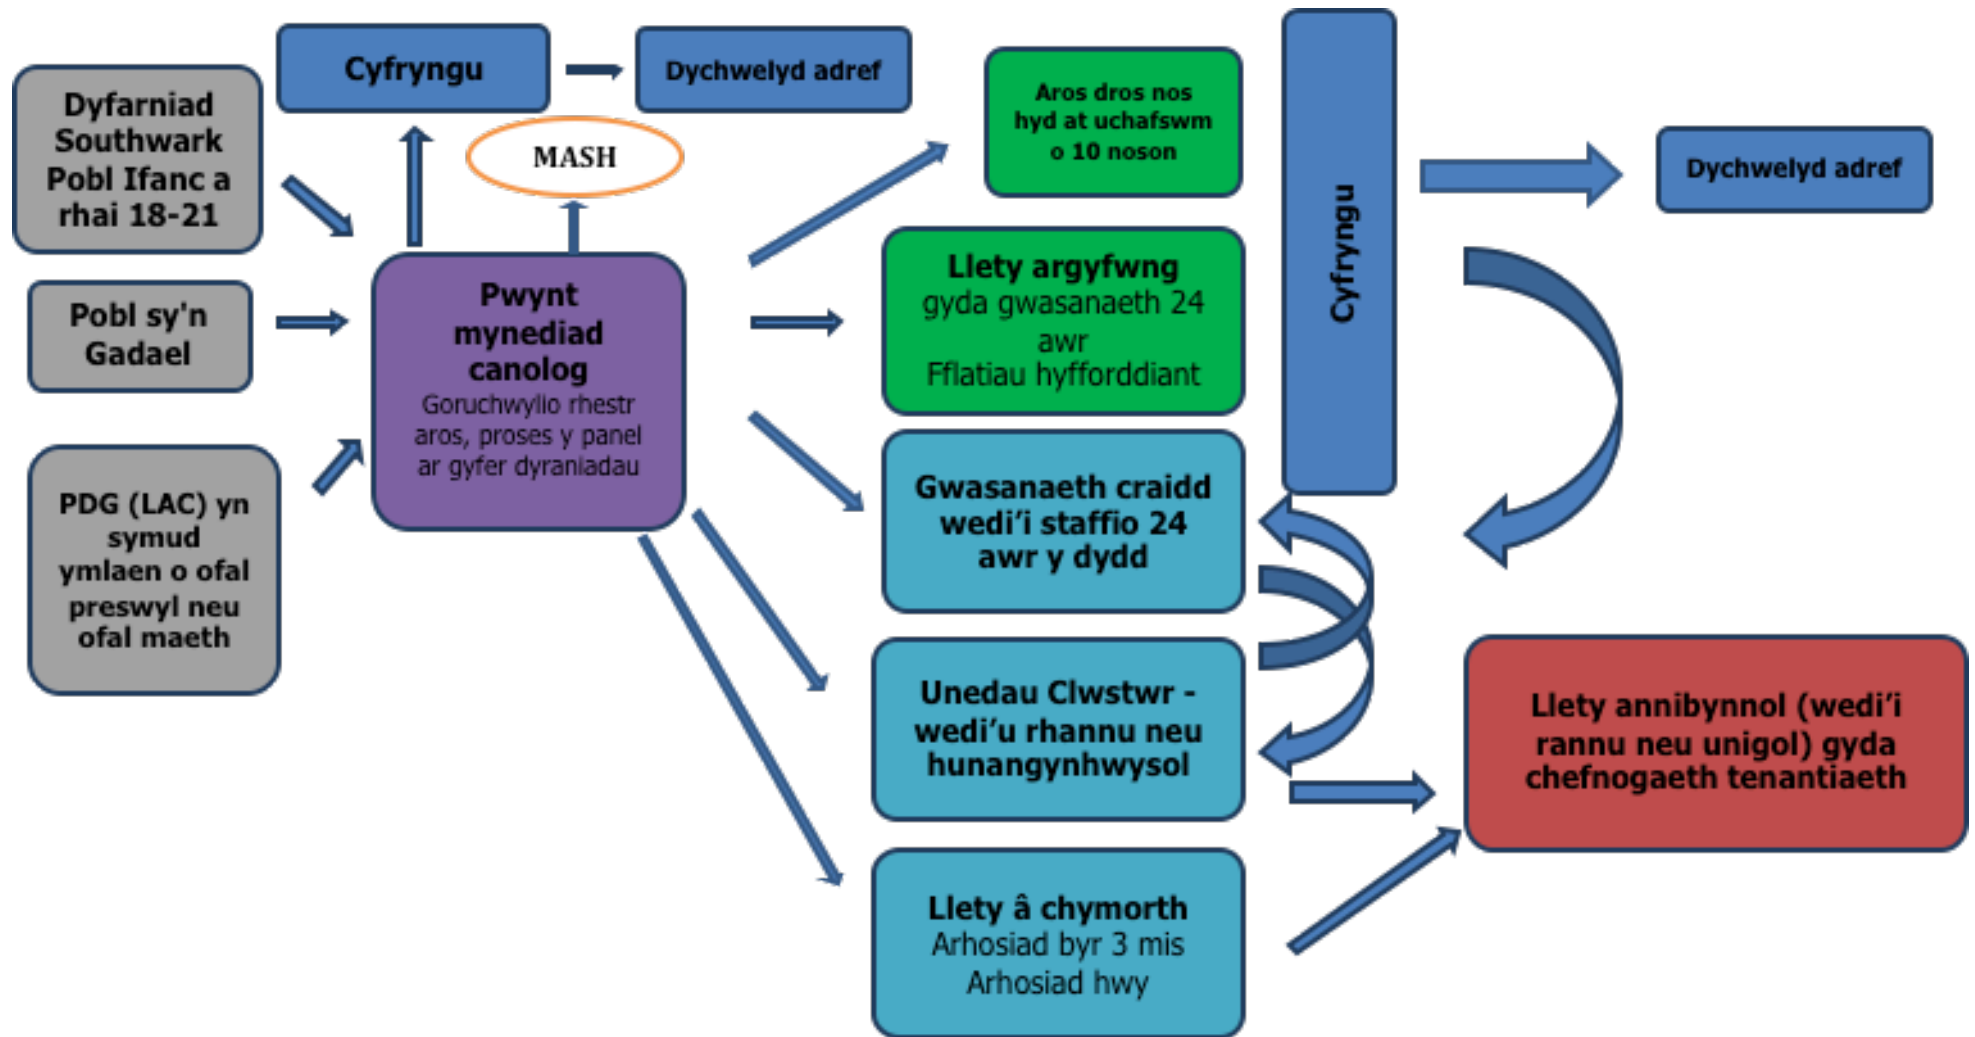 Dyfarniad
Southwark
Pobl Ifanc a
rhai 18-21
Pobl sy'n
Gadael
PDG (LAC) yn
symud
ymlaen o ofal
preswyl neu
ofal maeth
Cyfryngu
Dychwelyd adref
MASH
Pwynt
mynediad
canolog
Goruchwylio rhestr
aros, proses y panel
ar gyfer dyraniadau
Aros dros nos
hyd at uchafswm
o 10 noson
Llety argyfwng
gyda gwasanaeth 24
awr
Fflatiau hyfforddiant
Gwasanaeth craidd
wedi’i staffio 24
awr y dydd
Unedau Clwstwr -
wedi’u rhannu neu
hunangynhwysol
Llety â chymorth
Arhosiad byr 3 mis
Arhosiad hwy
Cyfryngu
Dychwelyd adref
Llety annibynnol (wedi’i
rannu neu unigol) gyda
chefnogaeth tenantiaeth